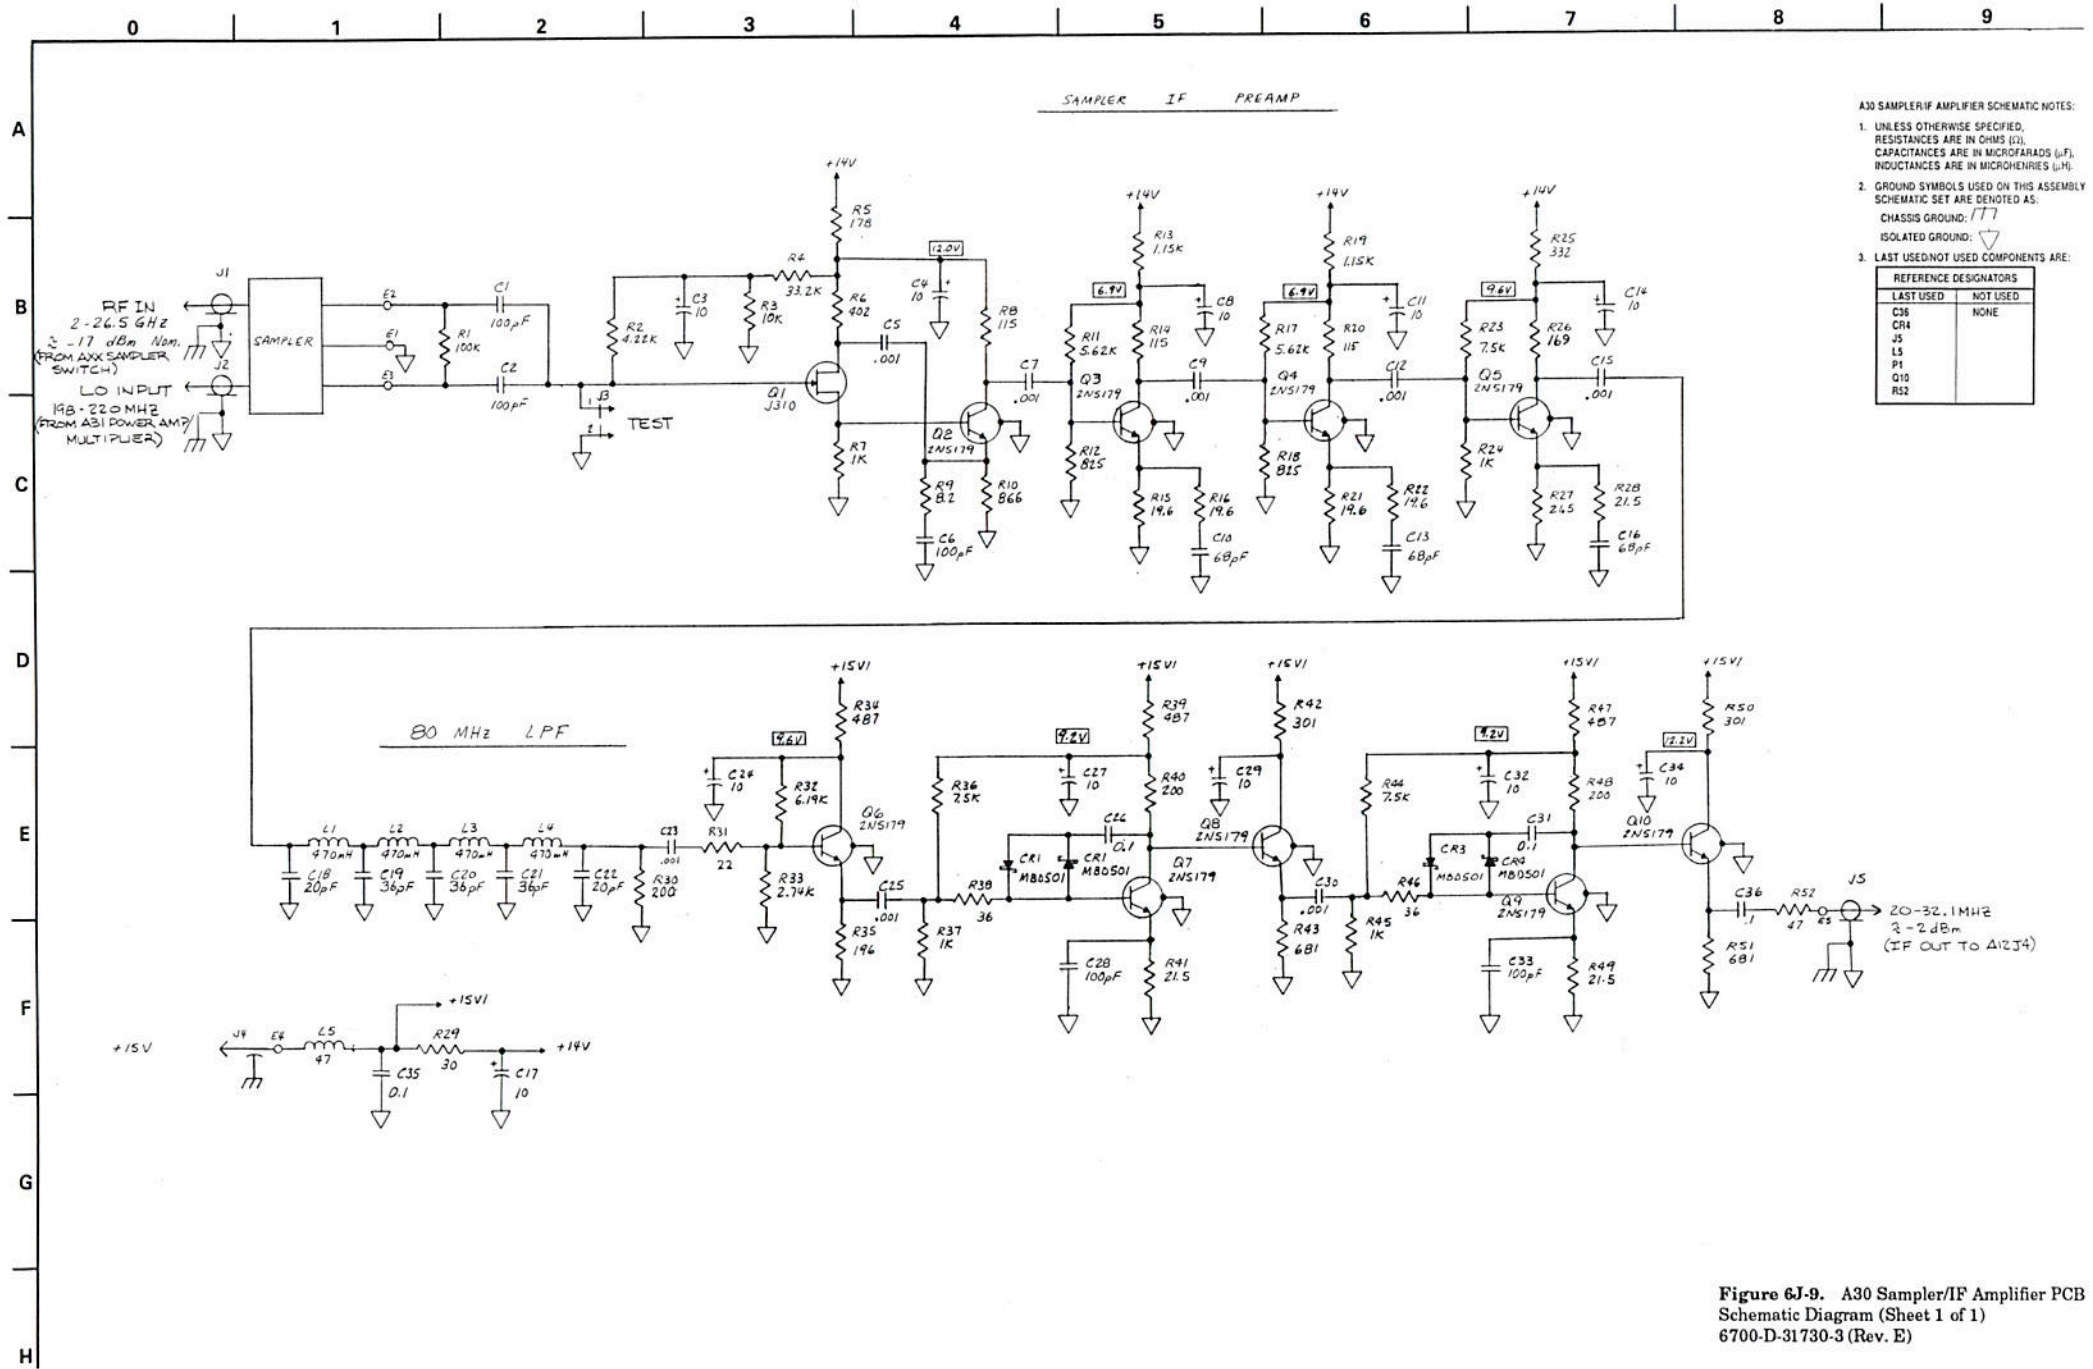 0 1 2 3 4 5 6 7 8 9
A
B
C
D
E
F
G
H
SAMPLER IF PREAMP
A30 SAMPLER/IF AMPLIFIER SCHEMATIC NOTES:
1. UNLESS OTHERWISE SPECIFIED,
RESISTANCES ARE IN OHMS (Ω),
CAPACITANCES ARE IN MICROFARADS (μF),
INDUCTANCES ARE IN MICROHENRIES (μH).
2. GROUND SYMBOLS USED ON THIS ASSEMBLY
SCHEMATIC SET ARE DENOTED AS:
CHASSIS GROUND:
ISOLATED GROUND:
3. LAST USED/NOT USED COMPONENTS ARE:
REFERENCE DESIGNATORS
LAST USED NOT USED
C36 NONE
CR4
J5
L5
P1
Q10
R52
J1
RF IN
2-26.5 GHz
≈ -17 dBm Nom.
(FROM AXX SAMPLER
SWITCH)
J2
LO INPUT
198-220MHZ
(FROM A31 POWER AMP/
MULTIPLIER)
SAMPLER
E2
E1
E3
R1
100K
C1
100pF
C2
100pF
J3
1
2
TEST
R2
4.22K
C3
10
R3
10K
R4
33.2K
+14V
R5
178
R6
402
12.0V
C4
10
C5
.001
R8
115
Q1
J310
R7
1K
Q2
2N5179
R9
8.2
R10
866
C6
100pF
C7
.001
+14V
R13
1.15K
6.9V
C8
10
R11
5.62K
R14
115
Q3
2N5179
C9
.001
R12
825
R15
19.6
R16
19.6
C10
68pF
+14V
R19
1.15K
6.9V
C11
10
R17
5.62K
R20
115
Q4
2N5179
C12
.001
R18
825
R21
19.6
R22
19.6
C13
68pF
+14V
R25
332
9.6V
C14
10
R23
7.5K
R26
169
Q5
2N5179
C15
.001
R24
1K
R27
21.5
R28
21.5
C16
68pF
80 MHz LPF
L1
470mH
L2
470mH
L3
470mH
L4
470mH
C18
20pF
C19
36pF
C20
36pF
C21
36pF
C22
20pF
R30
200
C23
.001
R31
22
+15V1
R34
487
9.6V
C24
10
R32
6.19K
Q6
2N5179
R33
2.74K
R35
196
C25
.001
R36
7.5K
R37
1K
R38
36
+15V1
R39
487
9.2V
C27
10
R40
200
C26
0.1
CR1
MBD501
CR1
MBD501
Q7
2N5179
C28
100pF
R41
21.5
+15V1
R42
301
C29
10
Q8
2N5179
C30
.001
R43
681
R44
7.5K
R45
1K
R46
36
+15V1
R47
487
9.2V
C32
10
R48
200
C31
0.1
CR3
MBD501
CR4
MBD501
Q9
2N5179
C33
100pF
R49
21.5
+15V1
R50
301
12.2V
C34
10
Q10
2N5179
C36
.1
R52
47
E5
J5
R51
681
20-32.1MHZ
≈ -2dBm
(IF OUT TO A12J4)
+15V
J4
E4
L5
47
+15V1
C35
0.1
R29
30
+14V
C17
10
Figure 6J-9. A30 Sampler/IF Amplifier PCB
Schematic Diagram (Sheet 1 of 1)
6700-D-31730-3 (Rev. E)